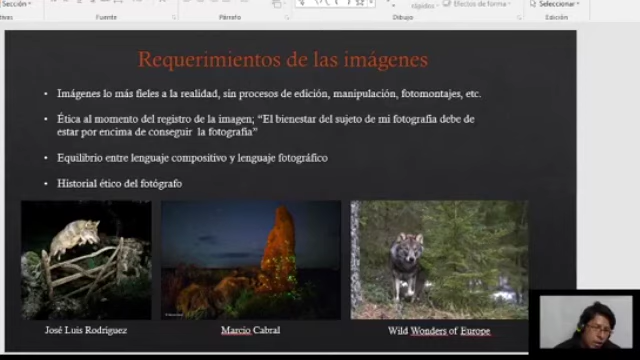 Sección
Fuente
Párrafo
rápidos
Efectos de forma
Dibujo
Seleccionar
Edición
Requerimientos de las imágenes
• Imágenes lo más fieles a la realidad, sin procesos de edición, manipulación, fotomontajes, etc.
• Ética al momento del registro de la imagen; “El bienestar del sujeto de mi fotografía debe de
estar por encima de conseguir la fotografía”
• Equilibrio entre lenguaje compositivo y lenguaje fotográfico
• Historial ético del fotógrafo
José Luis Rodriguez
Marcio Cabral
Wild Wonders of Europe